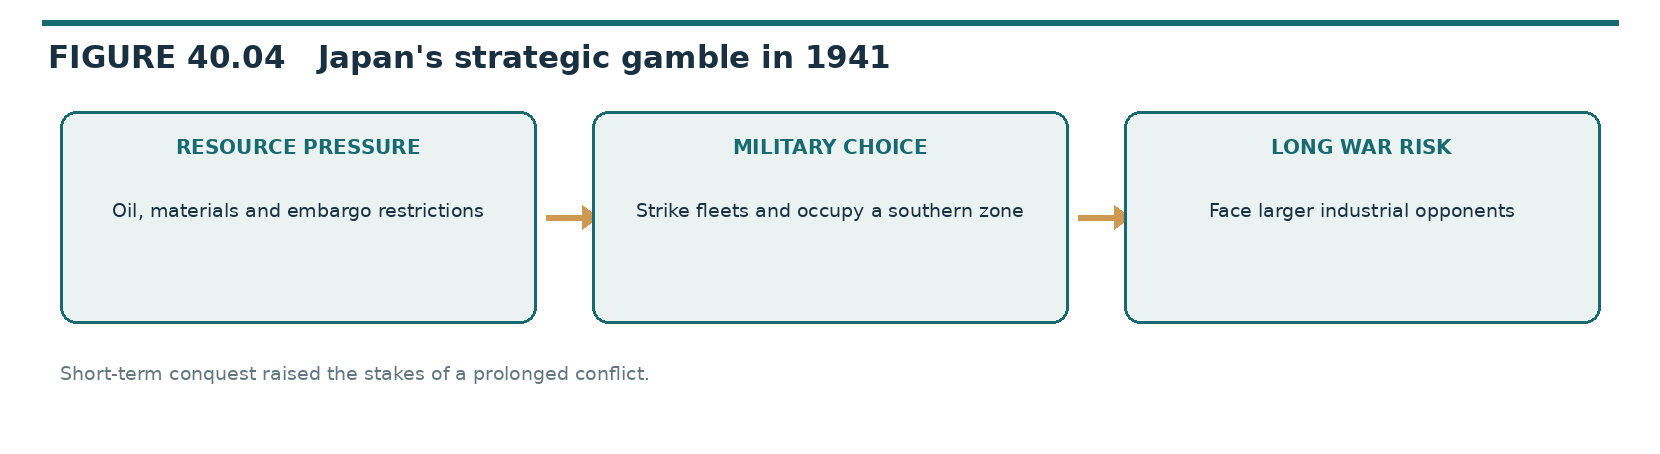 FIGURE 40.04 Japan's strategic gamble in 1941
RESOURCE PRESSURE
Oil, materials and embargo restrictions
MILITARY CHOICE
Strike fleets and occupy a southern zone
LONG WAR RISK
Face larger industrial opponents
Short-term conquest raised the stakes of a prolonged conflict.